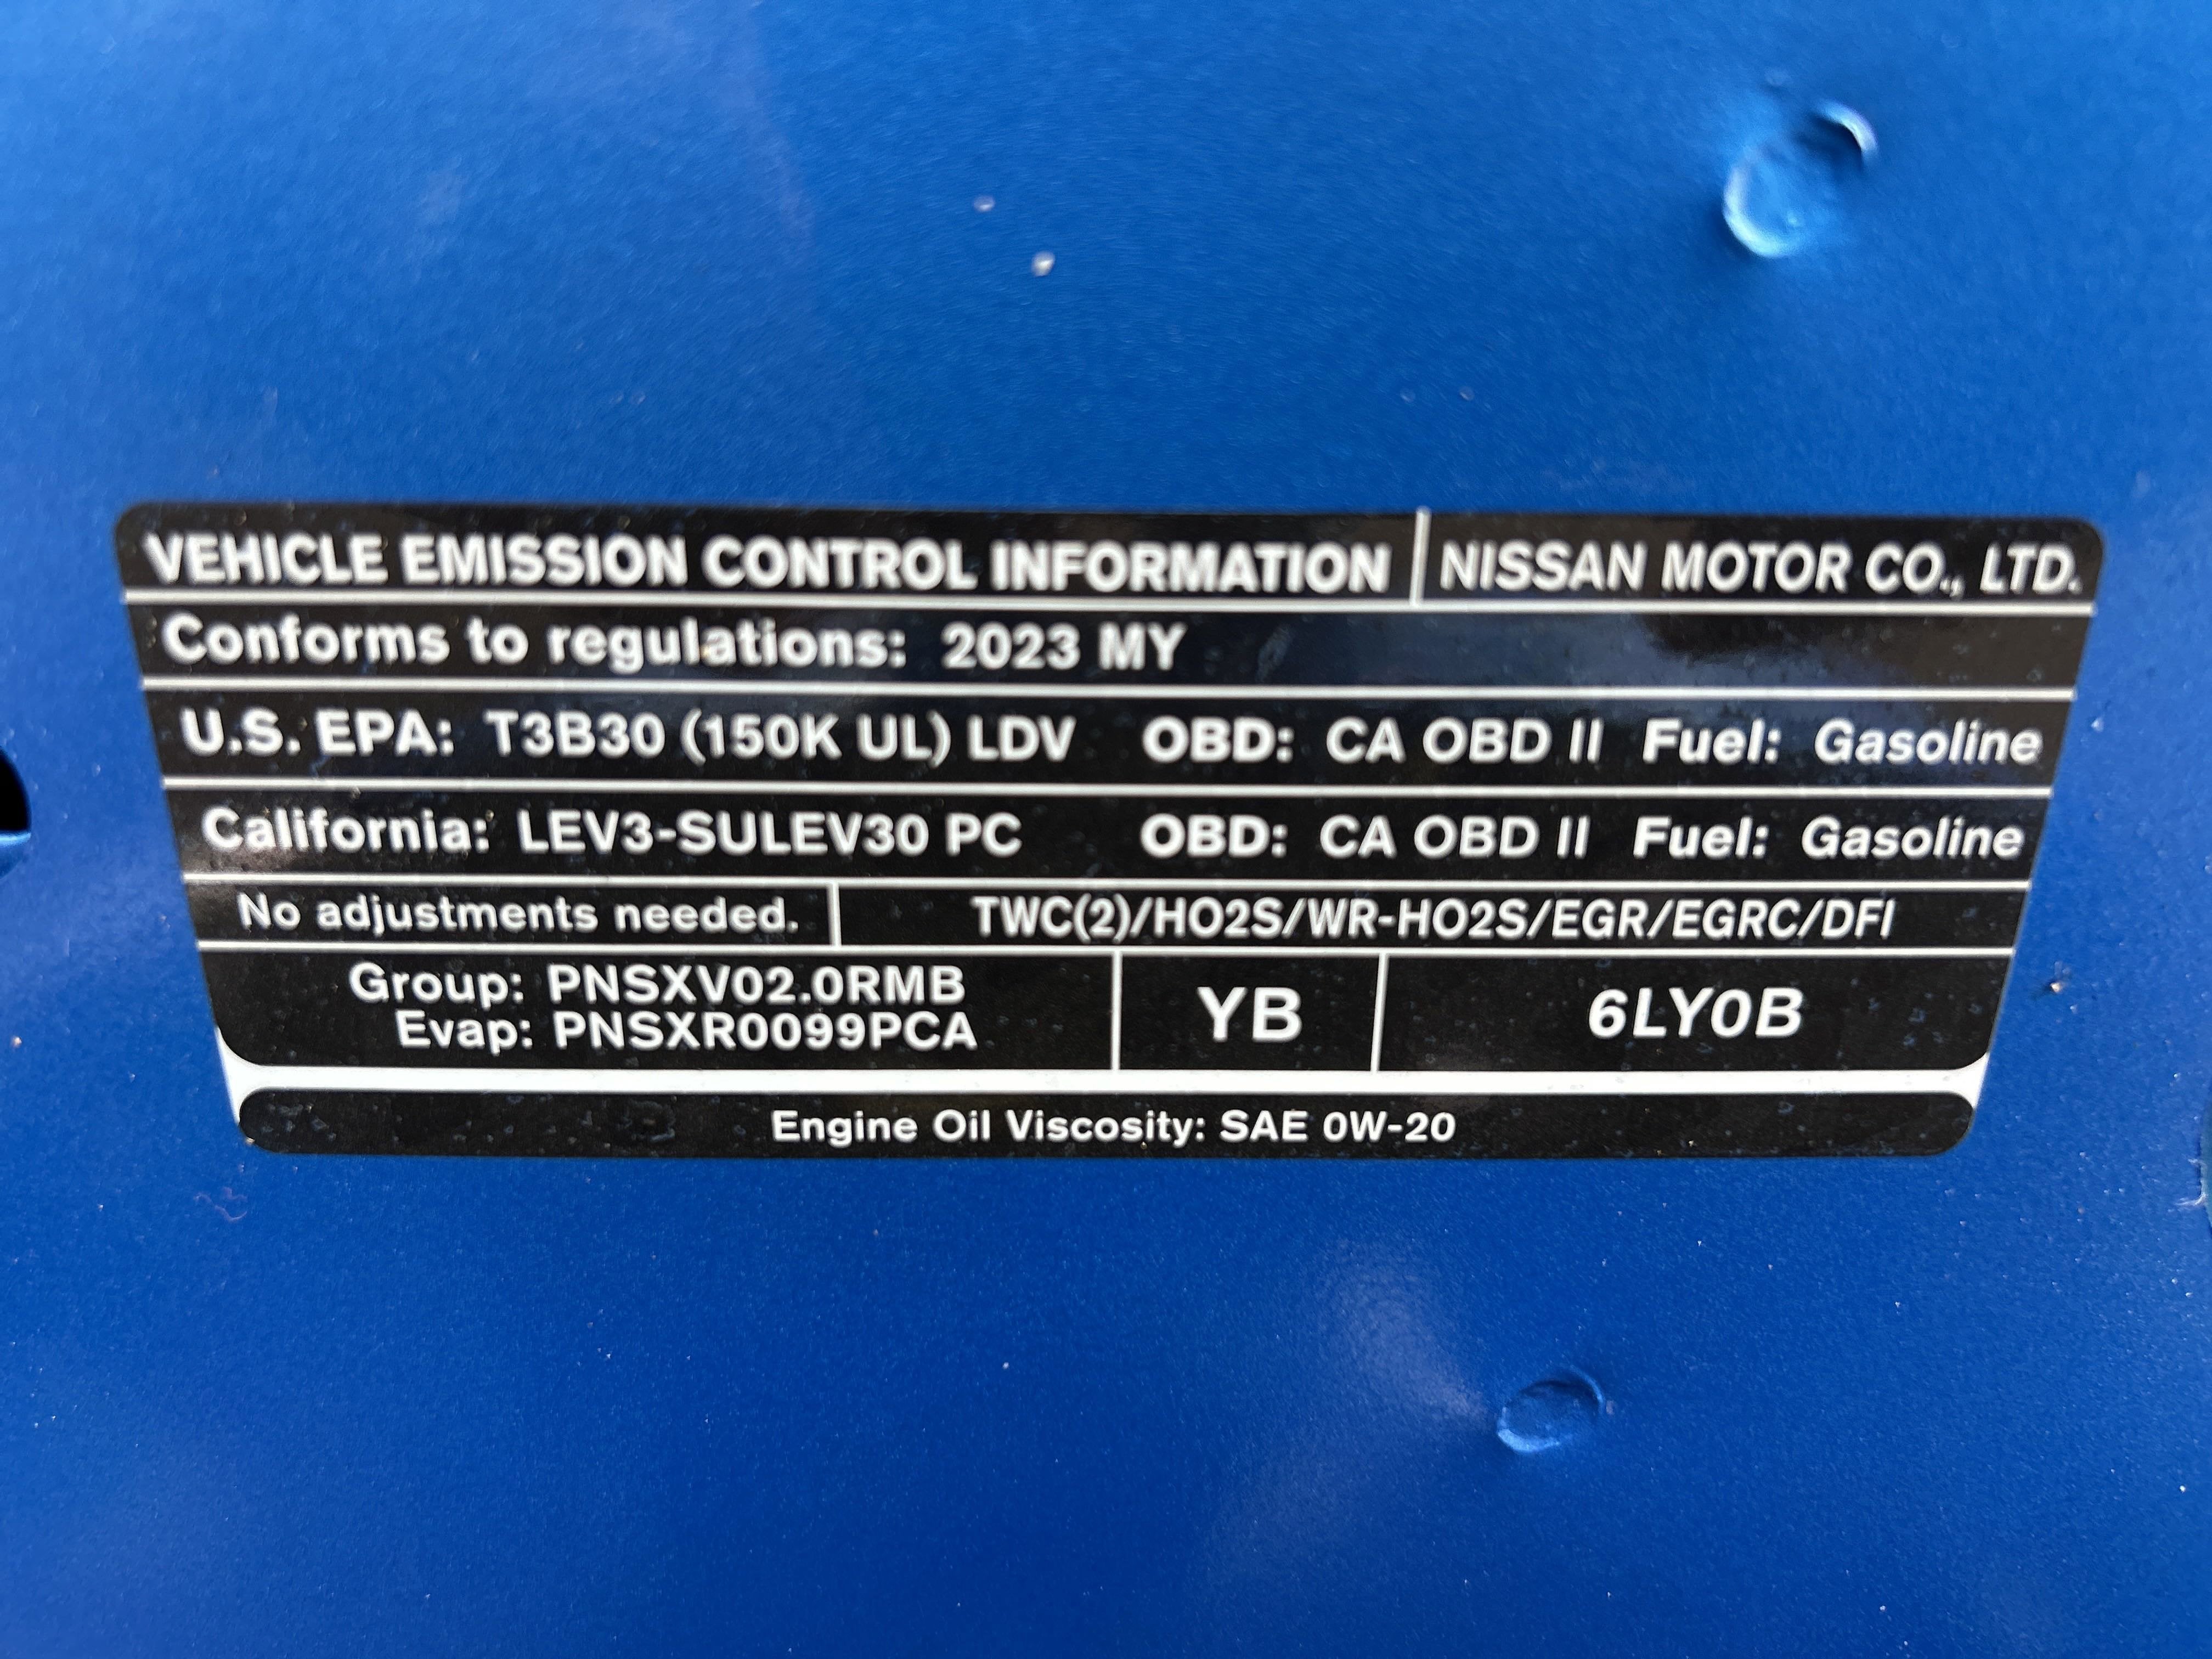 VEHICLE EMISSION CONTROL INFORMATION NISSAN MOTOR CO., LTD.
Conforms to regulations: 2023 MY
U.S. EPA: T3B30 (150K UL) LDV OBD: CA OBD II Fuel: Gasoline
California: LEV3-SULEV30 PC OBD: CA OBD II Fuel: Gasoline
No adjustments needed. TWC(2)/HO2S/WR-HO2S/EGR/EGRC/DFI
Group: PNSXV02.0RMB
Evap: PNSXR0099PCA
YB
6LY0B
Engine Oil Viscosity: SAE 0W-20